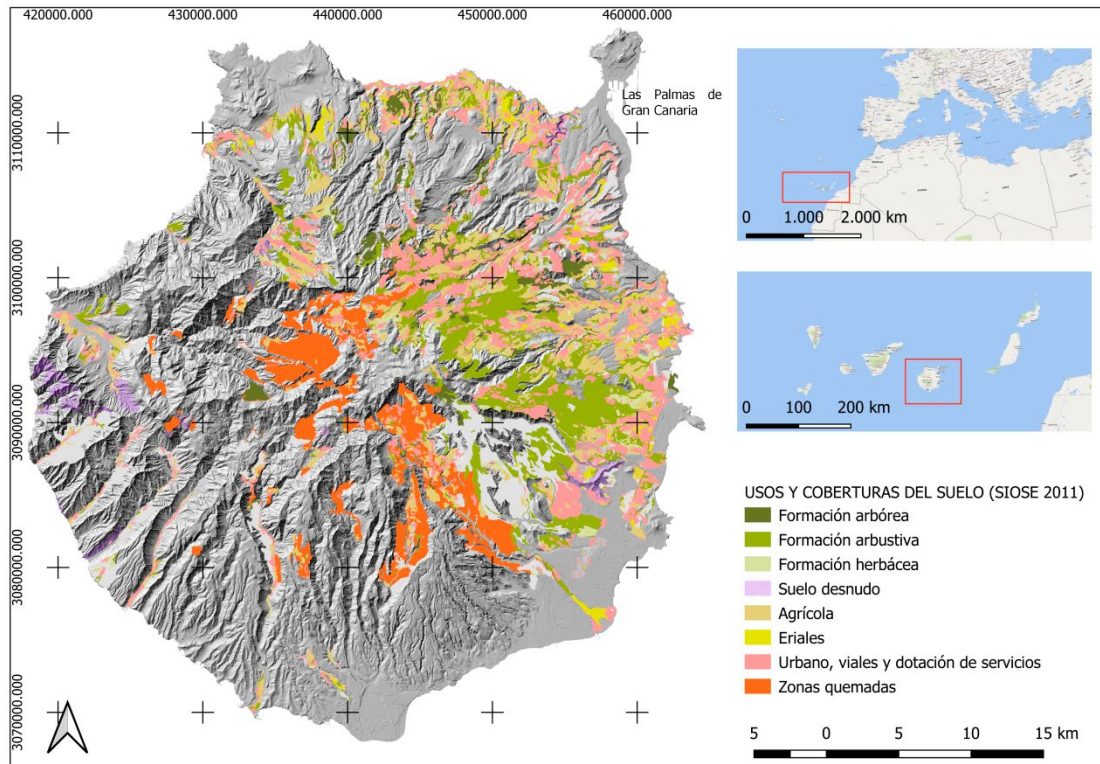 420000.000
430000.000
440000.000
450000.000
460000.000
3110000.000
3100000.000
3090000.000
3080000.000
3070000.000
Las Palmas de
Gran Canaria
0 1.000 2.000 km
0 100 200 km
USOS Y COBERTURAS DEL SUELO (SIOSE 2011)
Formación arbórea
Formación arbustiva
Formación herbácea
Suelo desnudo
Agrícola
Eriales
Urbano, viales y dotación de servicios
Zonas quemadas
5 0 5 10 15 km